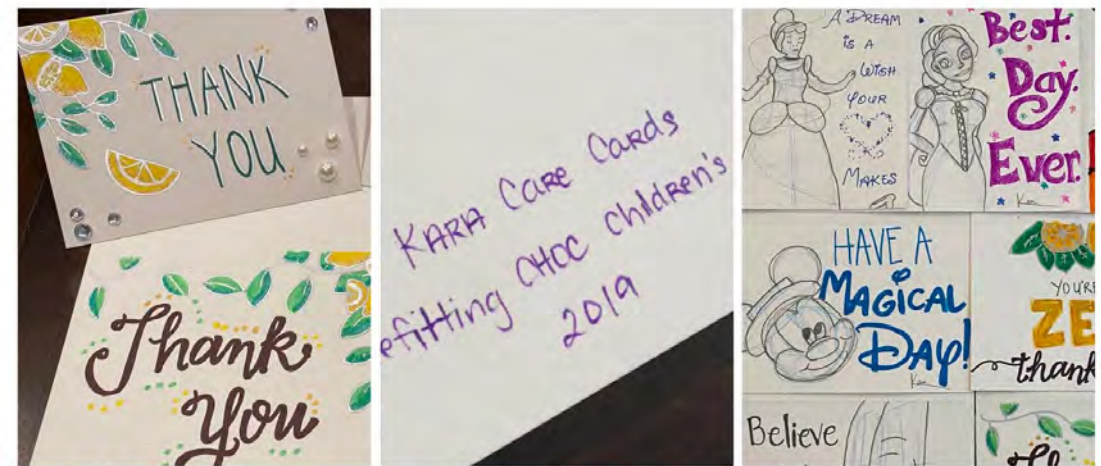 THANK
YOU
Thank
You
KARA CARE CARDS
efitting CHOC Children's
2019
A DREAM
IS A
WISH
YOUR
MAKES
Best.
Day.
Ever.
HAVE A
MAGICAL
DAY!
YOU'RE
ZE
thank
Believe